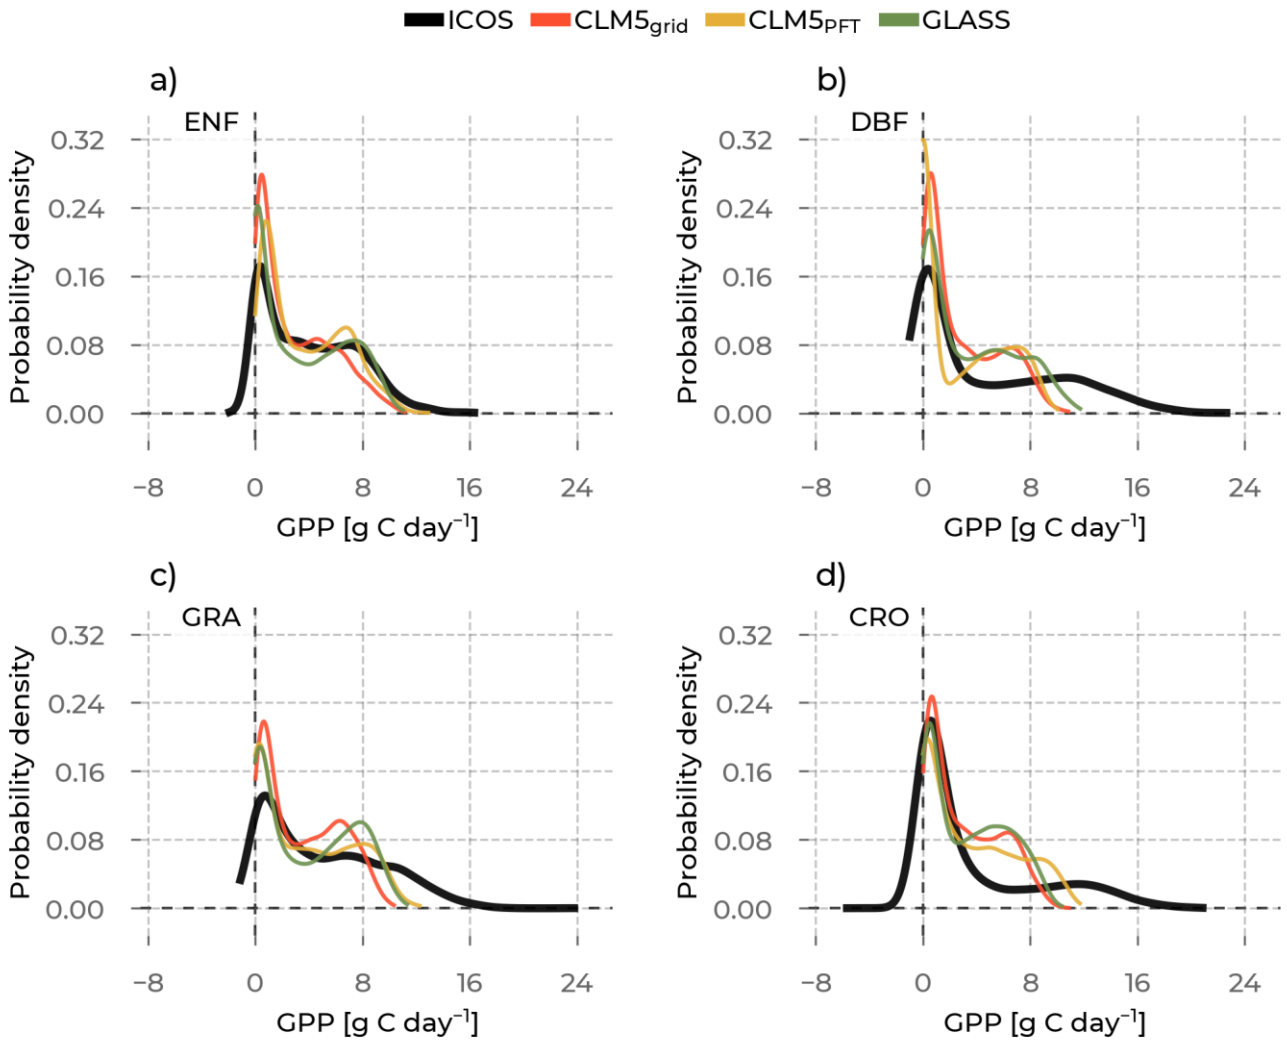 ICOS CLM5grid CLM5PFT GLASS
a)
ENF
Probability density
0.32
0.24
0.16
0.08
0.00
−8 0 8 16 24
GPP [g C day⁻¹]
b)
DBF
Probability density
0.32
0.24
0.16
0.08
0.00
−8 0 8 16 24
GPP [g C day⁻¹]
c)
GRA
Probability density
0.32
0.24
0.16
0.08
0.00
−8 0 8 16 24
GPP [g C day⁻¹]
d)
CRO
Probability density
0.32
0.24
0.16
0.08
0.00
−8 0 8 16 24
GPP [g C day⁻¹]